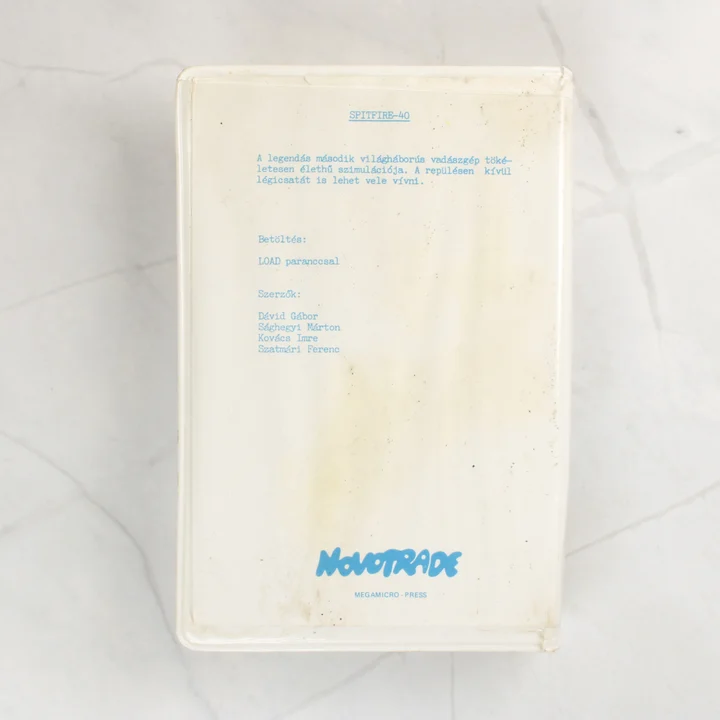 SPITFIRE-40
A legendás második világháborús vadászgép töké-
letesen élethű szimulációja. A repülésen kívül
légicsatát is lehet vele vívni.
Betöltés:
LOAD paranccsal
Szerzők:
Dávid Gábor
Sághegyi Márton
Kovács Imre
Szatmári Ferenc
NOVOTRADE
MEGAMICRO-PRESS